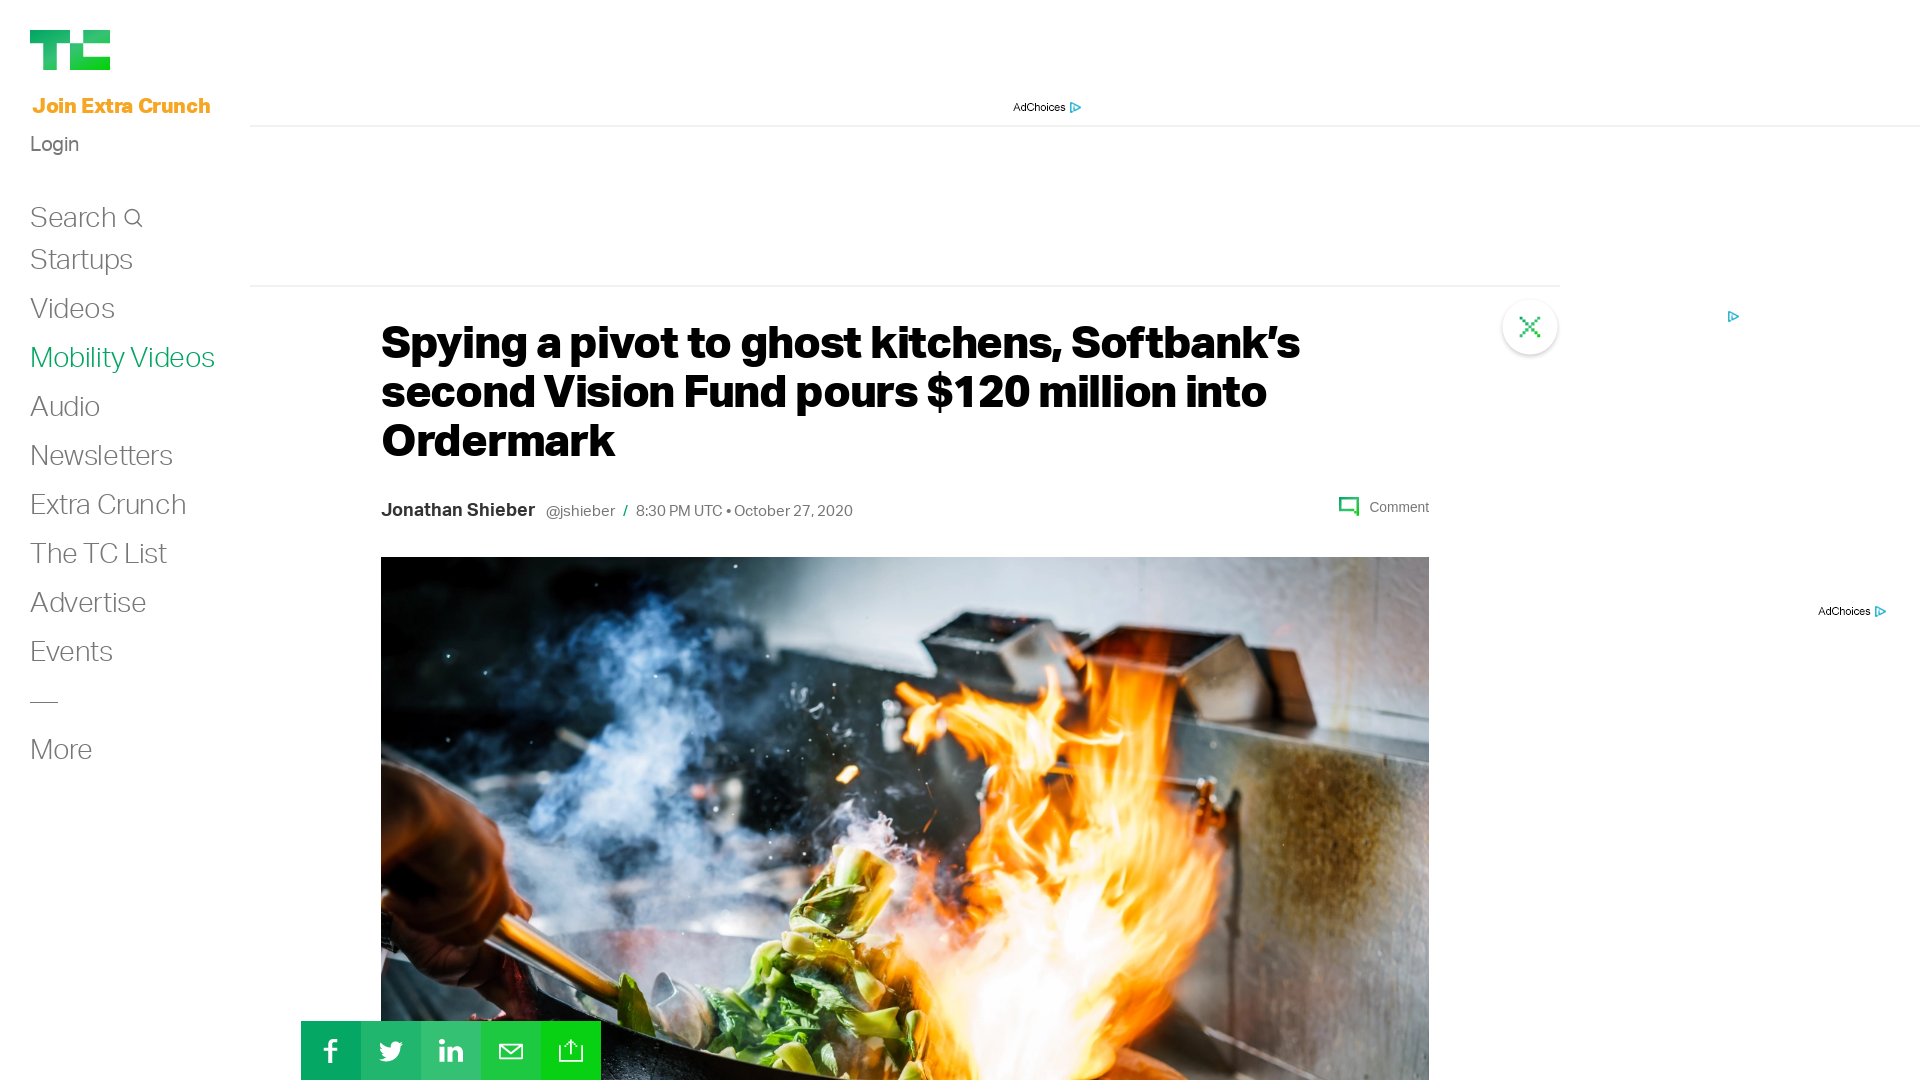 TC
Join Extra Crunch
Login
Search
Startups
Videos
Mobility Videos
Audio
Newsletters
Extra Crunch
The TC List
Advertise
Events
More
AdChoices
Spying a pivot to ghost kitchens, Softbank’s
second Vision Fund pours $120 million into
Ordermark
Jonathan Shieber @jshieber / 8:30 PM UTC • October 27, 2020
Comment
AdChoices